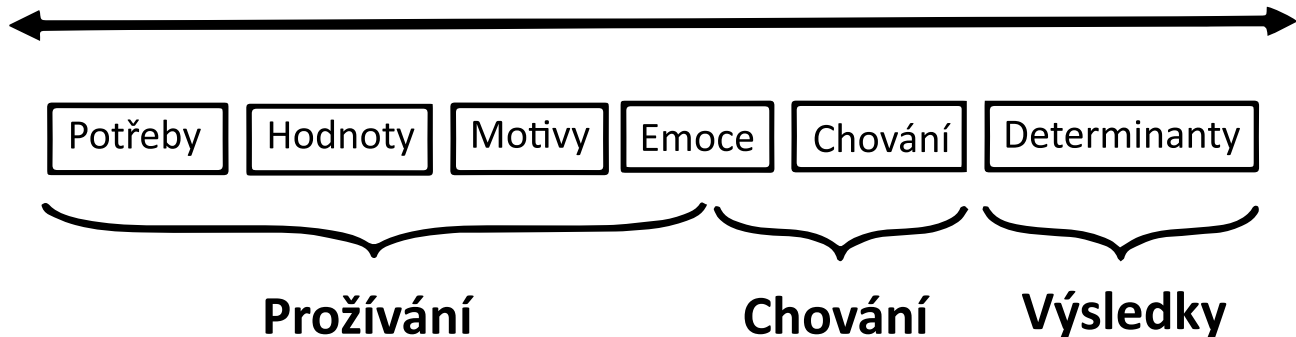 Potřeby Hodnoty Motivy Emoce Chování Determinanty
Prožívání Chování Výsledky